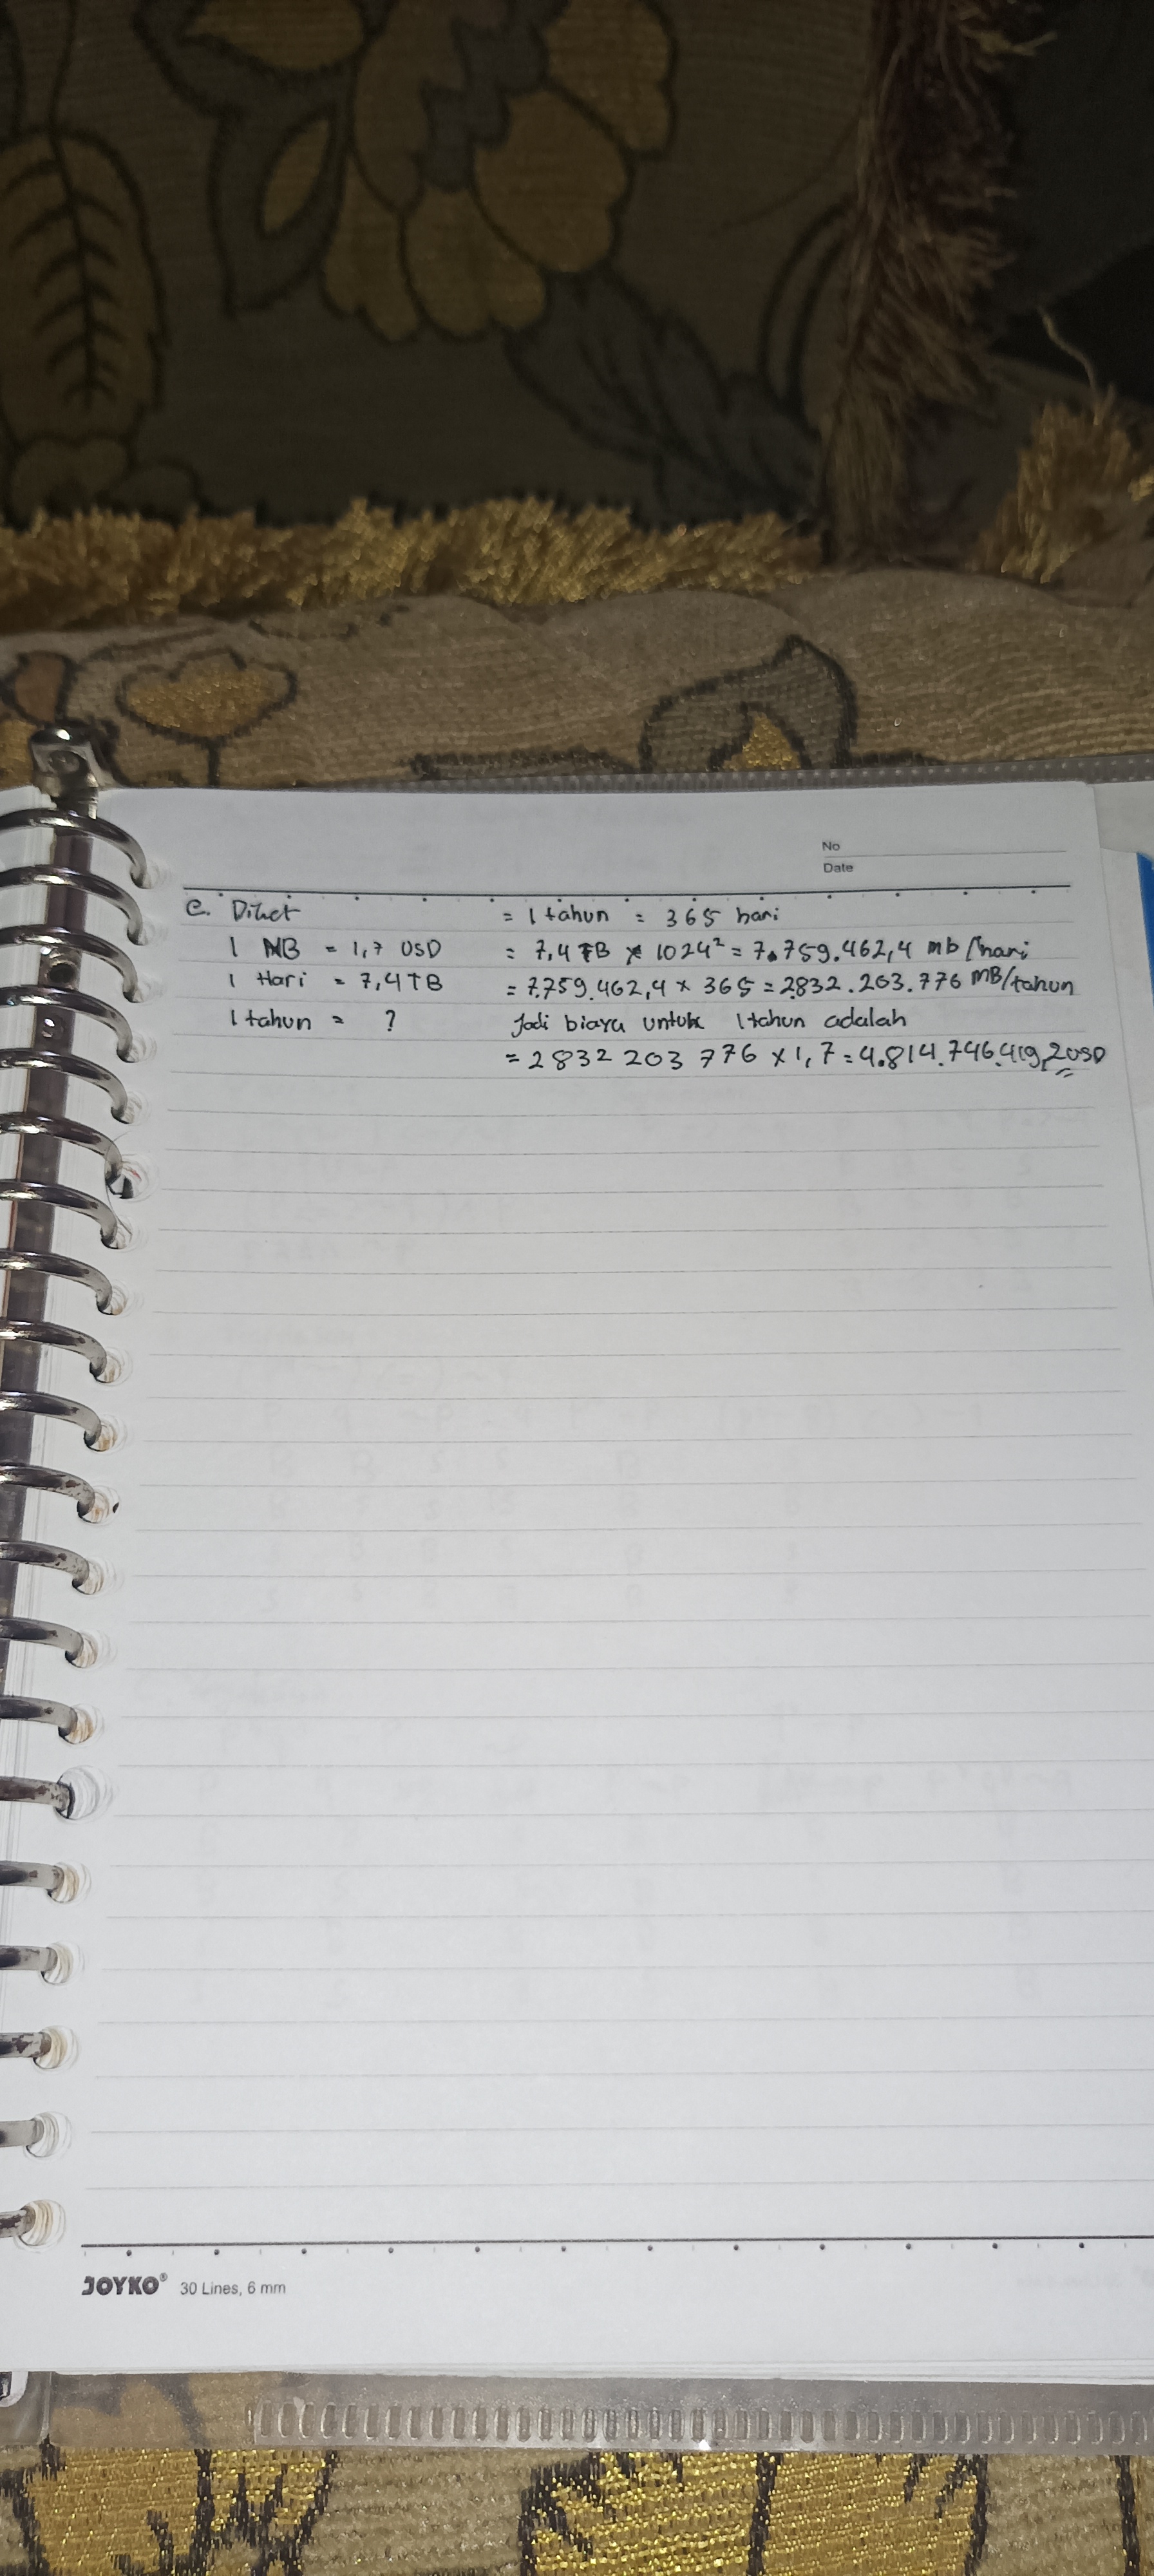 No
Date
e. Diket = 1 tahun = 365 hari
1 MB = 1,7 USD = 7,4 TB x 1024² = 7.759.462,4 mb/hari
1 Hari = 7,4 TB = 7.759.462,4 x 365 = 2832.203.776 MB/tahun
1 tahun = ? Jadi biaya untuk 1 tahun adalah
= 2832 203 776 x 1,7 = 4.814.746.419,2 USD
JOYKO® 30 Lines, 6 mm